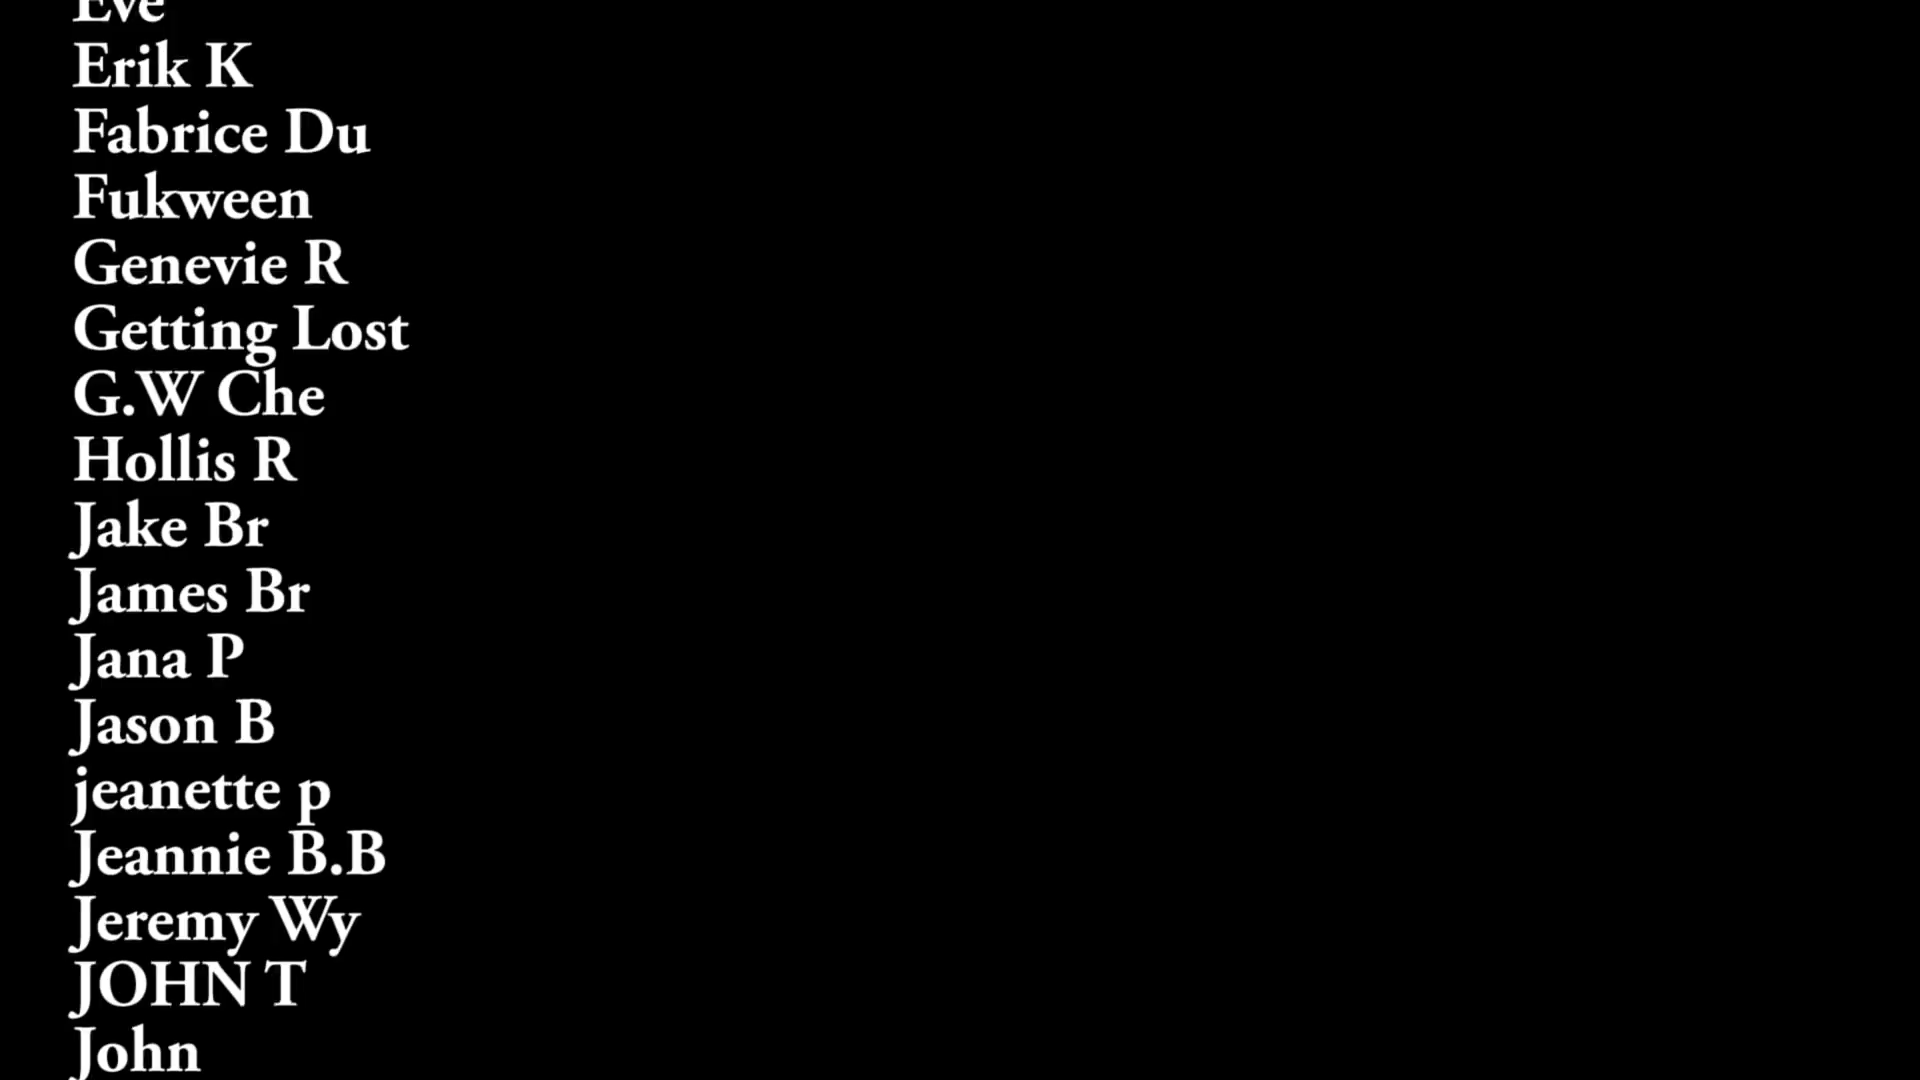 Eve
Erik K
Fabrice Du
Fukween
Genevie R
Getting Lost
G.W Che
Hollis R
Jake Br
James Br
Jana P
Jason B
jeanette p
Jeannie B.B
Jeremy Wy
JOHN T
John